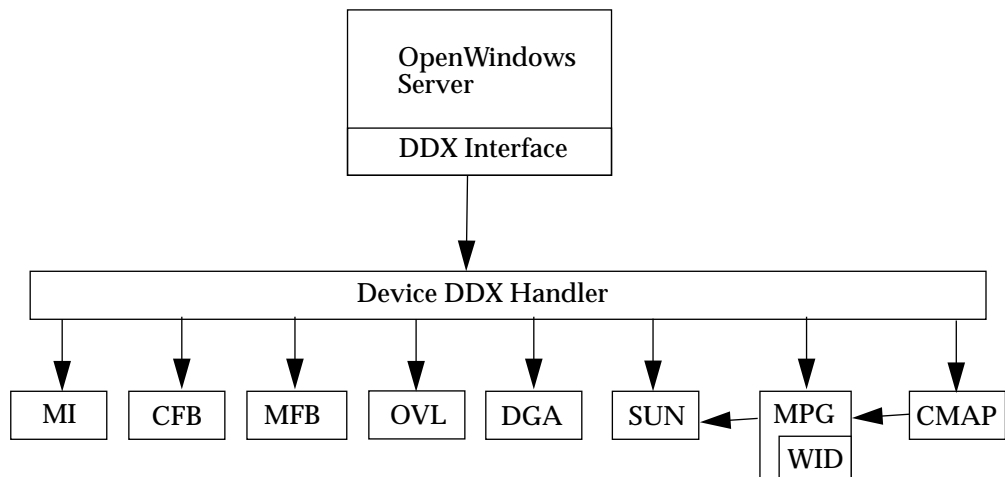 OpenWindows
Server
DDX Interface
Device DDX Handler
MI
CFB
MFB
OVL
DGA
SUN
MPG
CMAP
WID